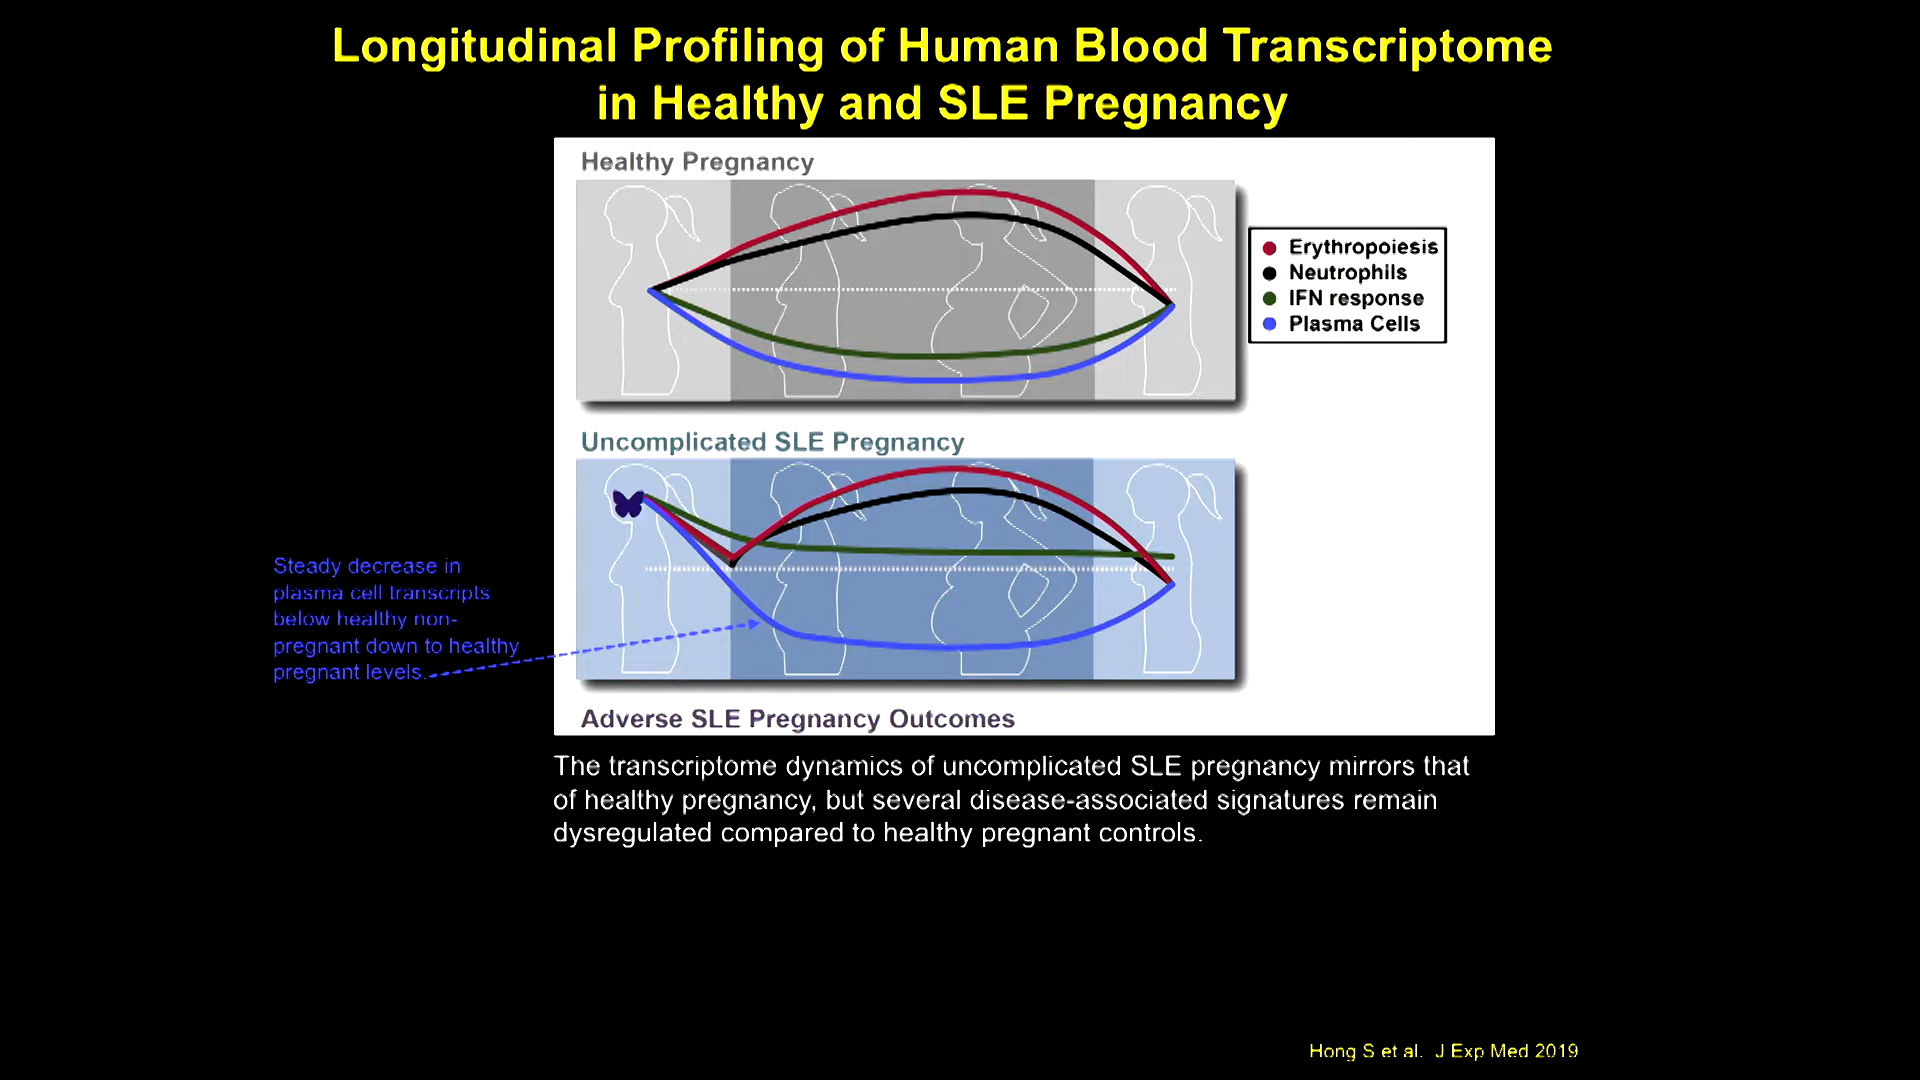 Longitudinal Profiling of Human Blood Transcriptome
in Healthy and SLE Pregnancy
Healthy Pregnancy
Erythropoiesis
Neutrophils
IFN response
Plasma Cells
Uncomplicated SLE Pregnancy
Steady decrease in
plasma cell transcripts
below healthy non-
pregnant down to healthy
pregnant levels.
Adverse SLE Pregnancy Outcomes
The transcriptome dynamics of uncomplicated SLE pregnancy mirrors that
of healthy pregnancy, but several disease-associated signatures remain
dysregulated compared to healthy pregnant controls.
Hong S et al. J Exp Med 2019